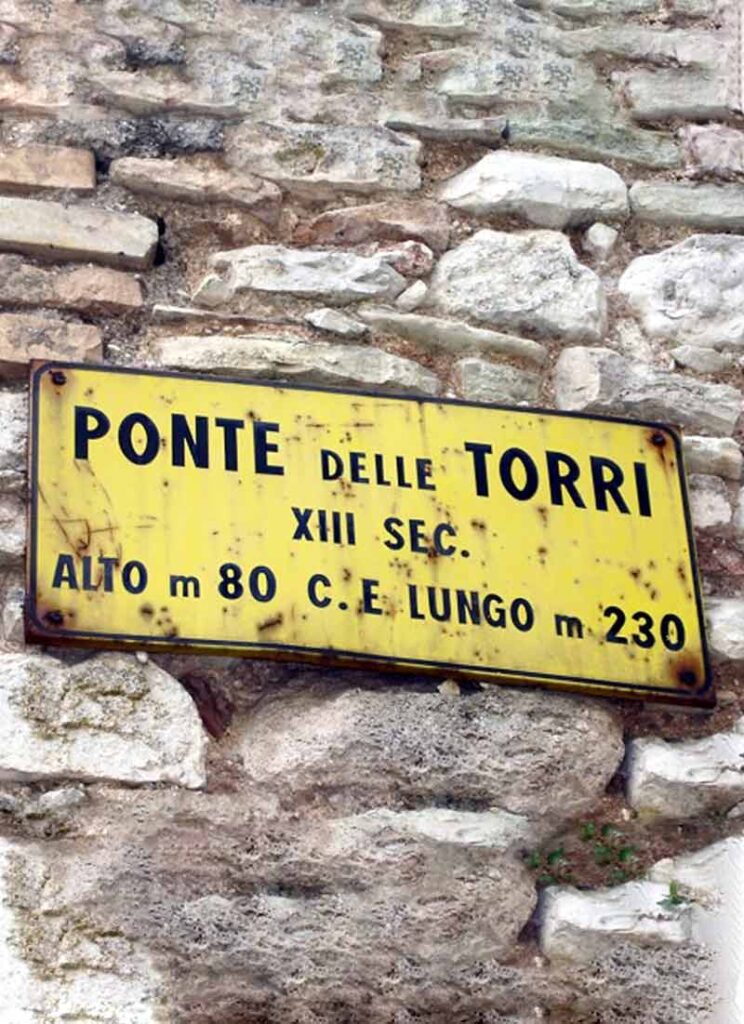 PONTE DELLE TORRI
XIII SEC.
ALTO m 80 C.E LUNGO m 230